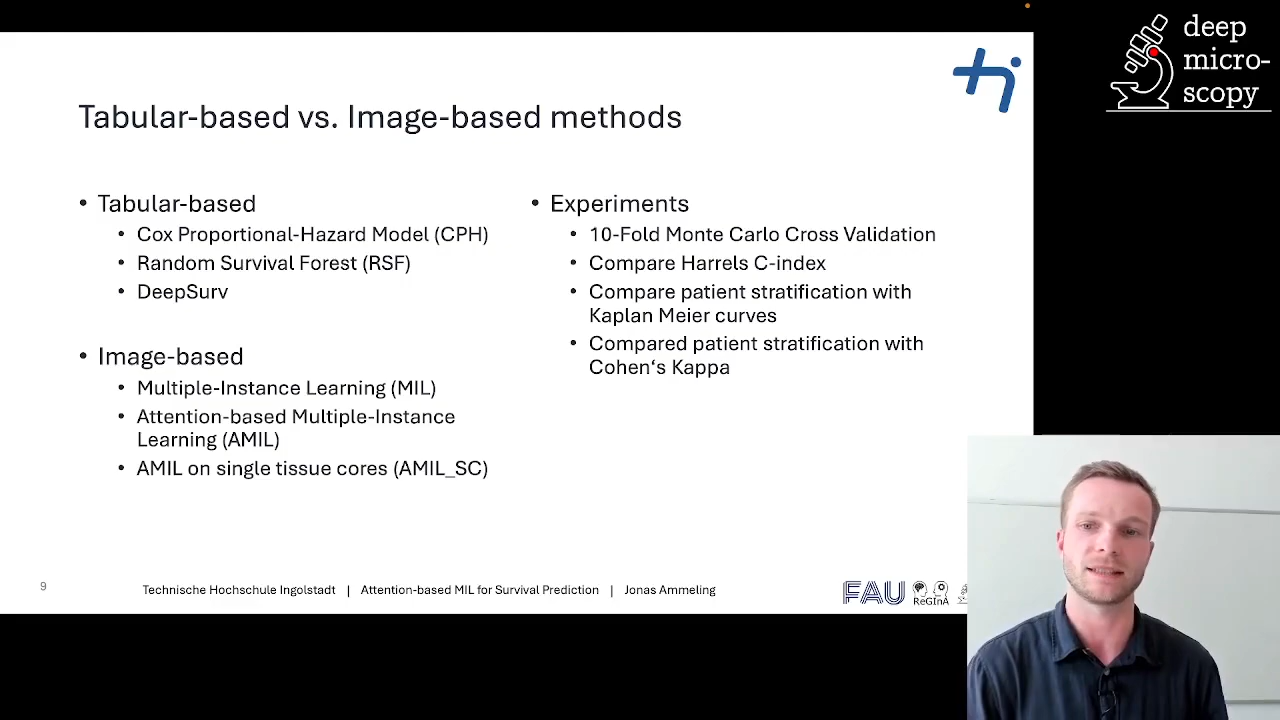 deep
micro-
scopy
Tabular-based vs. Image-based methods
• Tabular-based
• Cox Proportional-Hazard Model (CPH)
• Random Survival Forest (RSF)
• DeepSurv
• Image-based
• Multiple-Instance Learning (MIL)
• Attention-based Multiple-Instance
Learning (AMIL)
• AMIL on single tissue cores (AMIL_SC)
• Experiments
• 10-Fold Monte Carlo Cross Validation
• Compare Harrels C-index
• Compare patient stratification with
Kaplan Meier curves
• Compared patient stratification with
Cohen‘s Kappa
9
Technische Hochschule Ingolstadt | Attention-based MIL for Survival Prediction | Jonas Ammeling
FAU
ReGInA